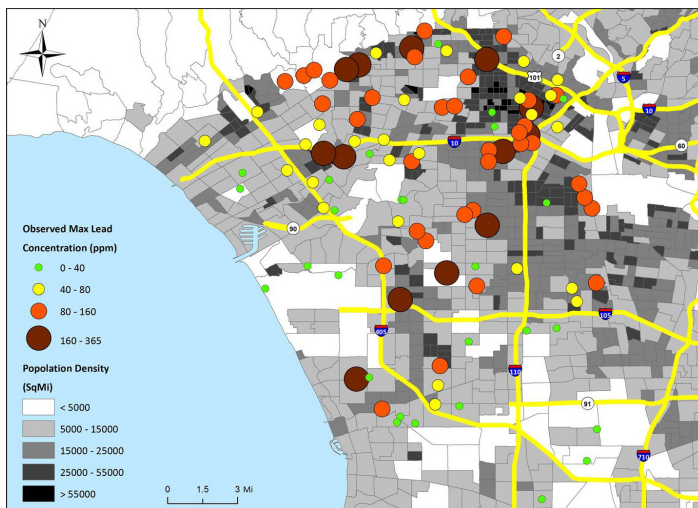 N
2
101
5
10
10
60
90
Observed Max Lead
Concentration (ppm)
0 - 40
40 - 80
80 - 160
160 - 365
Popolation Density
(SqMi)
< 5000
5000 - 15000
15000 - 25000
25000 - 55000
> 55000
105
405
110
91
710
0 1.5 3 Mi